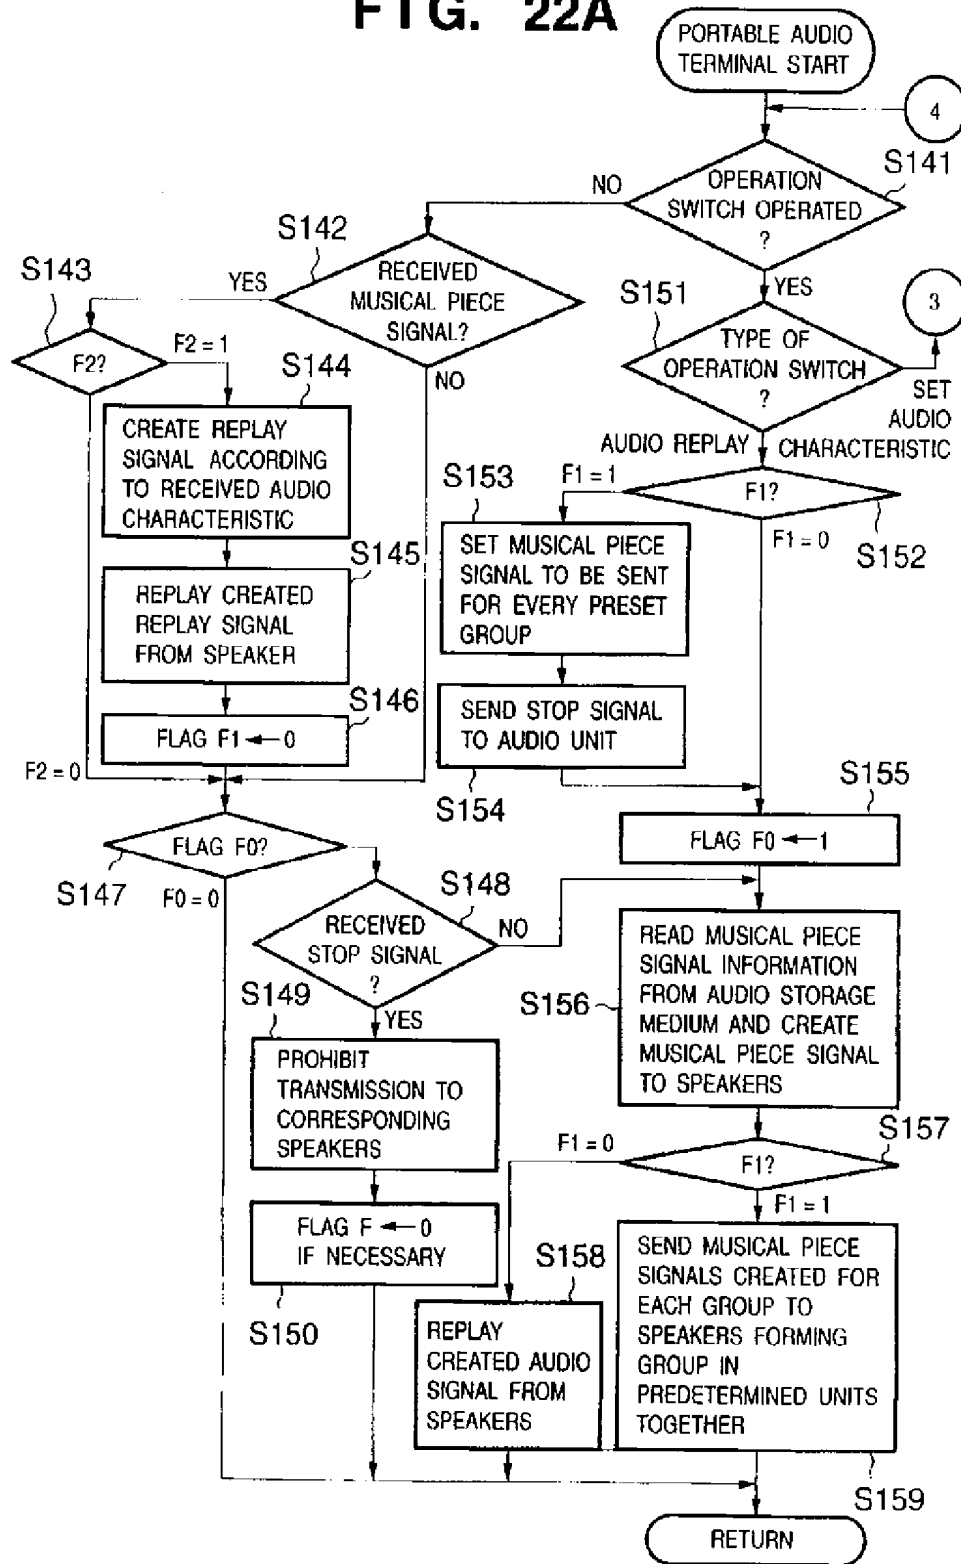 FIG. 22A
PORTABLE AUDIO
TERMINAL START
4
S141
OPERATION
SWITCH OPERATED
?
NO
YES
S142
RECEIVED
MUSICAL PIECE
SIGNAL?
YES
NO
S143
F2?
F2=1
F2=0
S144
CREATE REPLAY
SIGNAL ACCORDING
TO RECEIVED AUDIO
CHARACTERISTIC
S145
REPLAY CREATED
REPLAY SIGNAL
FROM SPEAKER
S146
FLAG F1 ← 0
S151
TYPE OF
OPERATION SWITCH
?
3
SET
AUDIO
CHARACTERISTIC
AUDIO REPLAY
F1?
S152
F1=1
F1=0
S153
SET MUSICAL PIECE
SIGNAL TO BE SENT
FOR EVERY PRESET
GROUP
SEND STOP SIGNAL
TO AUDIO UNIT
S154
S155
FLAG F0 ← 1
FLAG F0?
S147
F0=0
S148
RECEIVED
STOP SIGNAL
?
NO
YES
S149
PROHIBIT
TRANSMISSION TO
CORRESPONDING
SPEAKERS
FLAG F ← 0
IF NECESSARY
S150
S156
READ MUSICAL PIECE
SIGNAL INFORMATION
FROM AUDIO STORAGE
MEDIUM AND CREATE
MUSICAL PIECE SIGNAL
TO SPEAKERS
S157
F1?
F1=0
F1=1
S158
REPLAY
CREATED AUDIO
SIGNAL FROM
SPEAKERS
SEND MUSICAL PIECE
SIGNALS CREATED FOR
EACH GROUP TO
SPEAKERS FORMING
GROUP IN
PREDETERMINED UNITS
TOGETHER
S159
RETURN